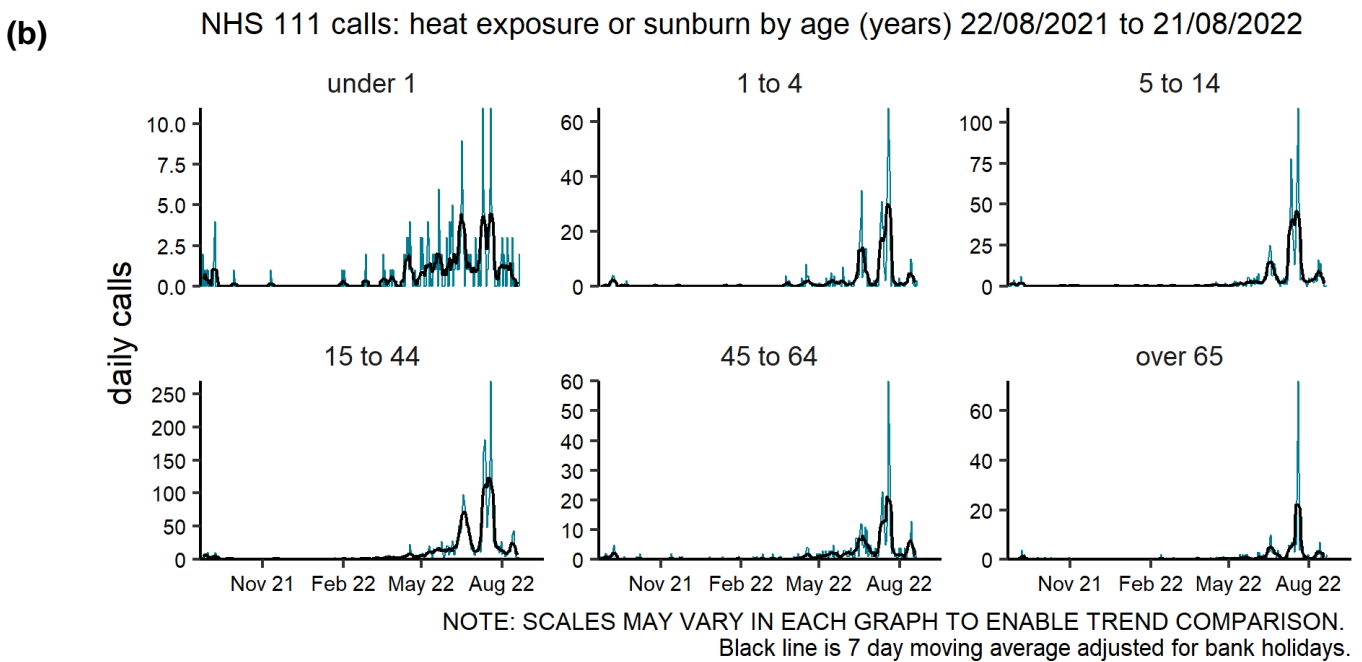 (b)
NHS 111 calls: heat exposure or sunburn by age (years) 22/08/2021 to 21/08/2022
daily calls
under 1
10.0
7.5
5.0
2.5
0.0
1 to 4
60
40
20
0
5 to 14
100
75
50
25
0
15 to 44
250
200
150
100
50
0
Nov 21 Feb 22 May 22 Aug 22
45 to 64
60
50
40
30
20
10
0
Nov 21 Feb 22 May 22 Aug 22
over 65
60
40
20
0
Nov 21 Feb 22 May 22 Aug 22
NOTE: SCALES MAY VARY IN EACH GRAPH TO ENABLE TREND COMPARISON.
Black line is 7 day moving average adjusted for bank holidays.